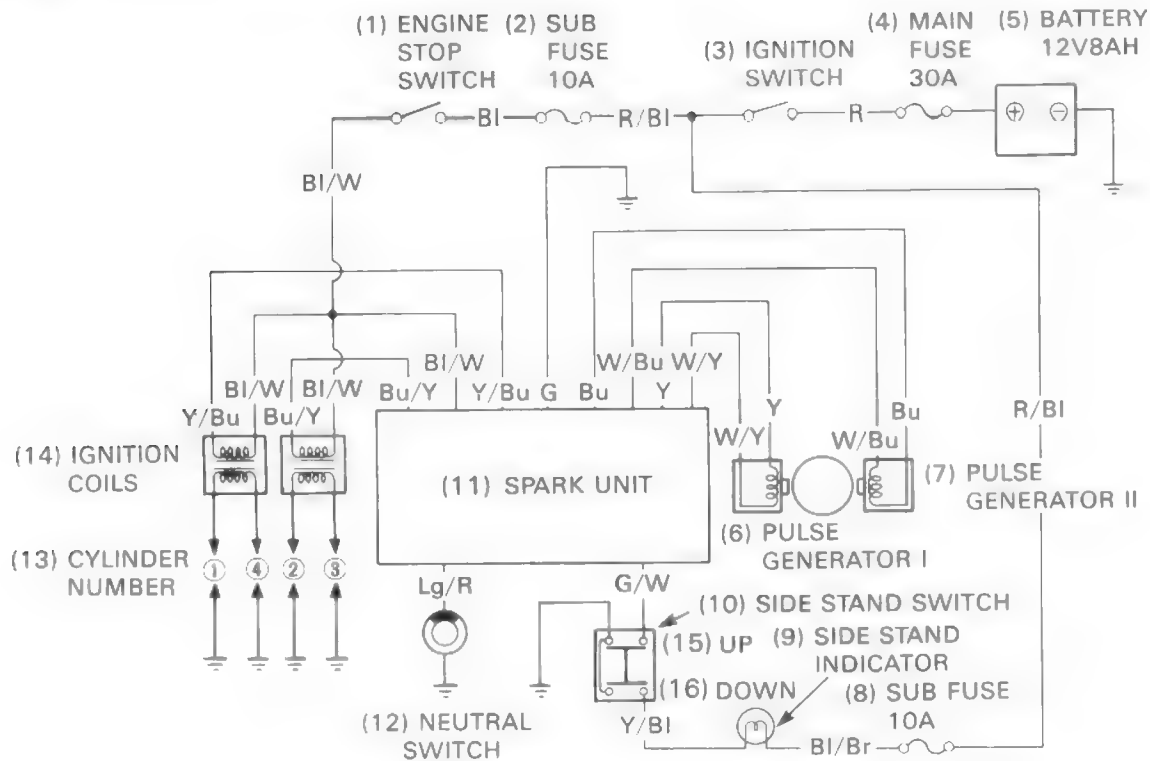 (1) ENGINE STOP SWITCH
(2) SUB FUSE 10A
(3) IGNITION SWITCH
(4) MAIN FUSE 30A
(5) BATTERY 12V8AH
Bl
R/Bl
R
⊕ ⊖
Bl/W
Bl/W
W/Bu
W/Y
Bl/W
Bl/W
Bu/Y
Y/Bu
G
Bu
Y
Y
Bu
R/Bl
Y/Bu
Bu/Y
W/Y
W/Bu
(14) IGNITION COILS
(11) SPARK UNIT
(7) PULSE GENERATOR II
(6) PULSE GENERATOR I
(13) CYLINDER NUMBER
① ④ ② ③
Lg/R
G/W
(10) SIDE STAND SWITCH
(15) UP
(9) SIDE STAND INDICATOR
(16) DOWN
(8) SUB FUSE 10A
(12) NEUTRAL SWITCH
Y/Bl
Bl/Br